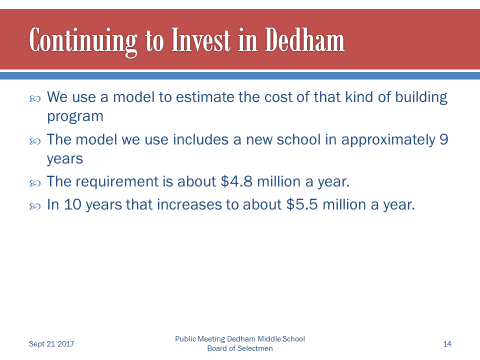 Continuing to Invest in Dedham
We use a model to estimate the cost of that kind of building
program
The model we use includes a new school in approximately 9
years
The requirement is about $4.8 million a year.
In 10 years that increases to about $5.5 million a year.
Sept 21 2017
Public Meeting Dedham Middle School
Board of Selectmen
14